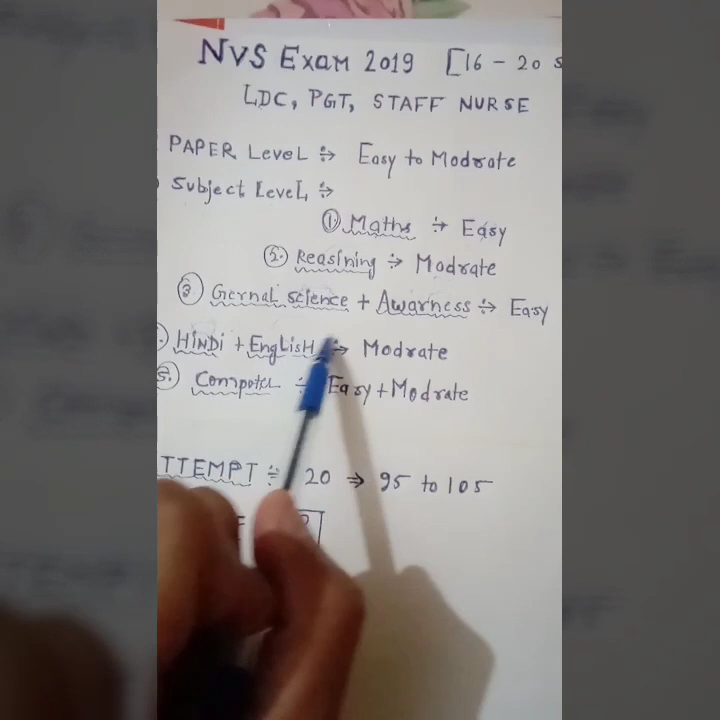 NVS Exam 2019 [16 - 20 s
LDC, PGT, STAFF NURSE
PAPER Level ÷> Easy to Modrate
Subject Level ÷>
① Maths ÷> Easy
②. Reasining ÷> Modrate
③ Gernal science + Awarness ÷> Easy
HINDi + EngLisH ÷> Modrate
⑤. Computer ÷ Easy + Modrate
TTEMPT ÷ 20 ⇒ 95 to 105